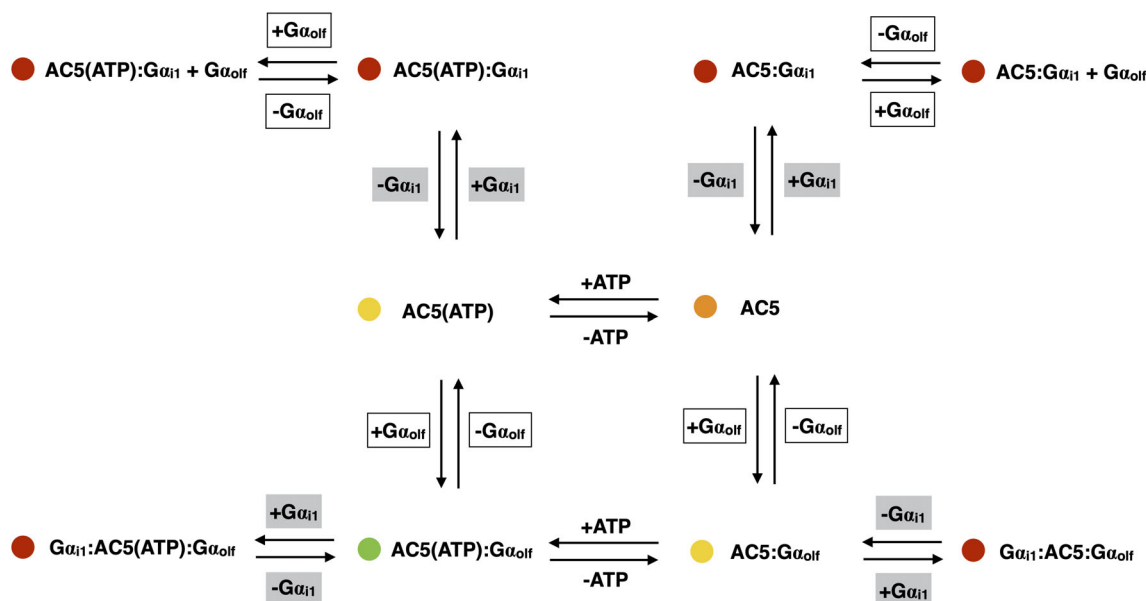 +Gαolf
-Gαolf
AC5(ATP):Gαi1 + Gαolf
AC5(ATP):Gαi1
AC5:Gαi1
AC5:Gαi1 + Gαolf
-Gαolf
+Gαolf
-Gαi1
+Gαi1
-Gαi1
+Gαi1
+ATP
AC5(ATP)
AC5
-ATP
+Gαolf
-Gαolf
+Gαolf
-Gαolf
+Gαi1
+ATP
-Gαi1
Gαi1:AC5(ATP):Gαolf
AC5(ATP):Gαolf
AC5:Gαolf
Gαi1:AC5:Gαolf
-Gαi1
-ATP
+Gαi1